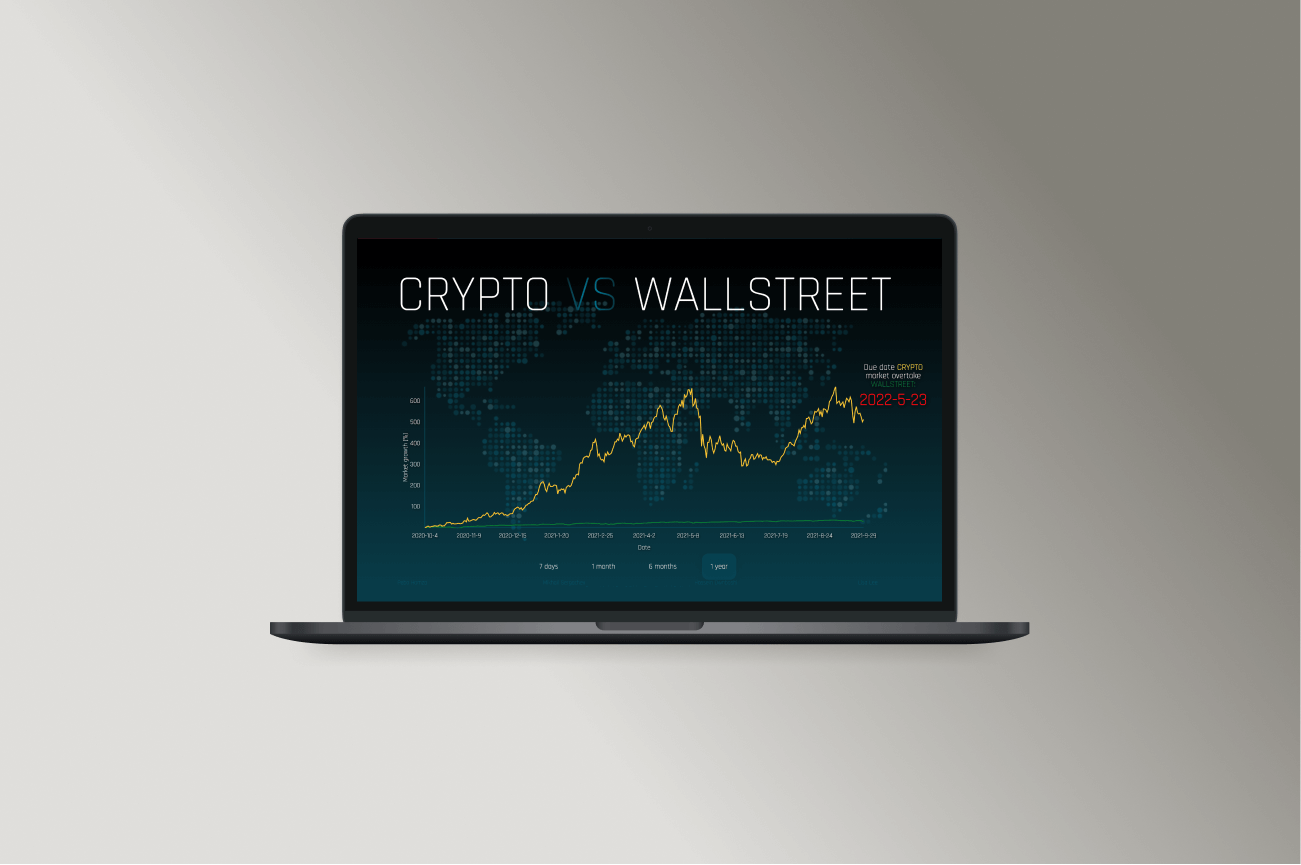 CRYPTO VS WALLSTREET
Due date CRYPTO
market overtake
WALLSTREET:
2022-5-23
600
500
400
300
200
100
Market growth (%)
2020-10-4 2020-11-9 2020-12-15 2021-1-20 2021-2-25 2021-4-2 2021-5-8 2021-6-13 2021-7-19 2021-8-24 2021-9-29
Date
7 days 1 month 6 months 1 year